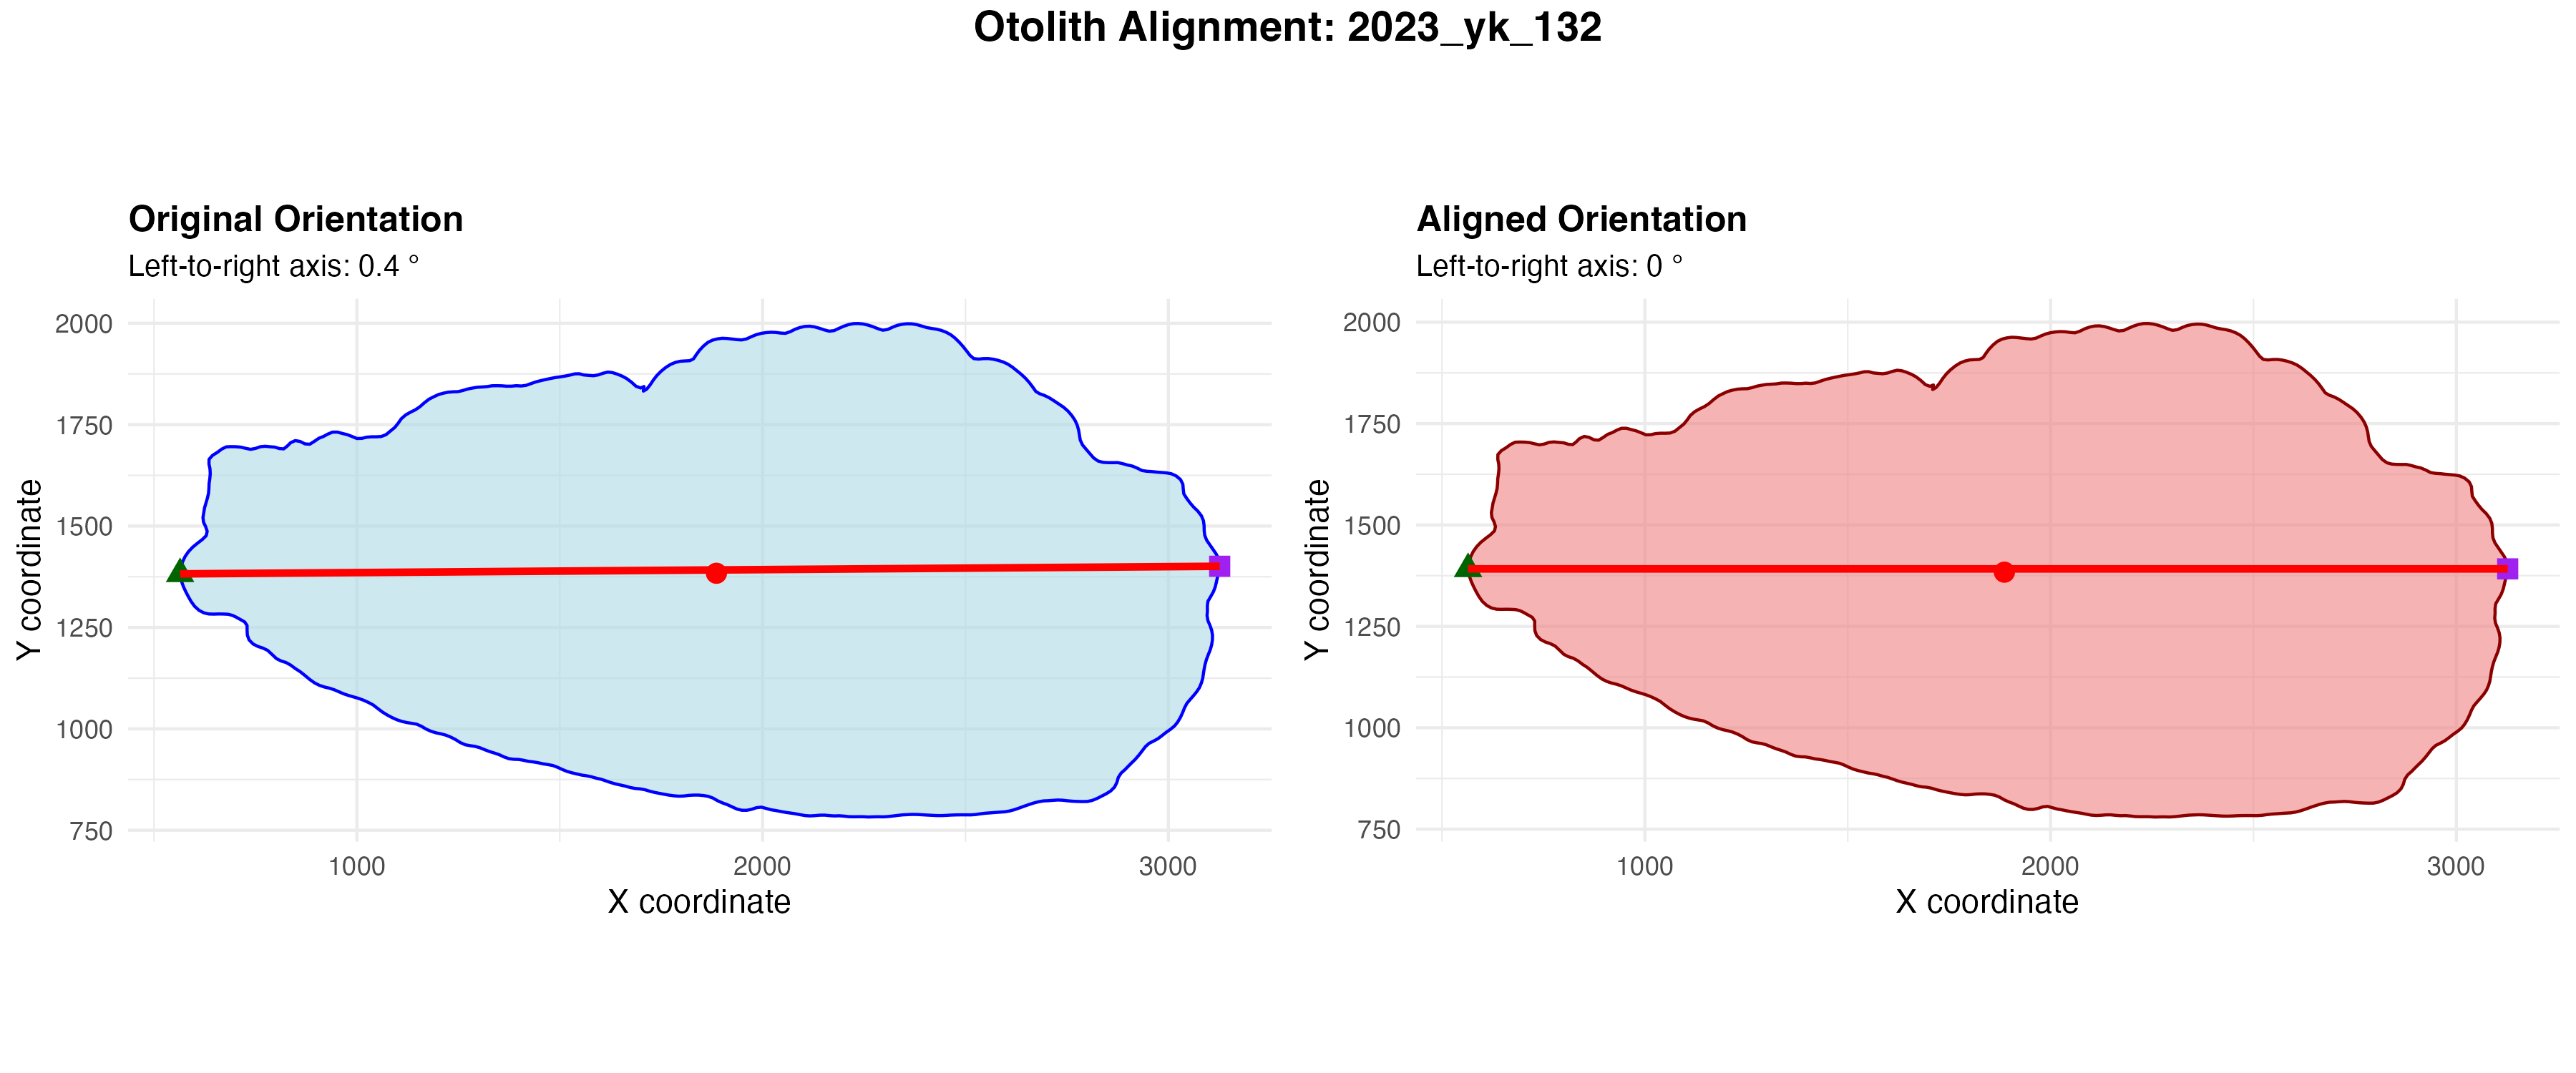 Otolith Alignment: 2023_yk_132
Original Orientation
Left-to-right axis: 0.4 °
2000
1750
1500
1250
1000
750
Y coordinate
1000
2000
3000
X coordinate
Aligned Orientation
Left-to-right axis: 0 °
2000
1750
1500
1250
1000
750
Y coordinate
1000
2000
3000
X coordinate